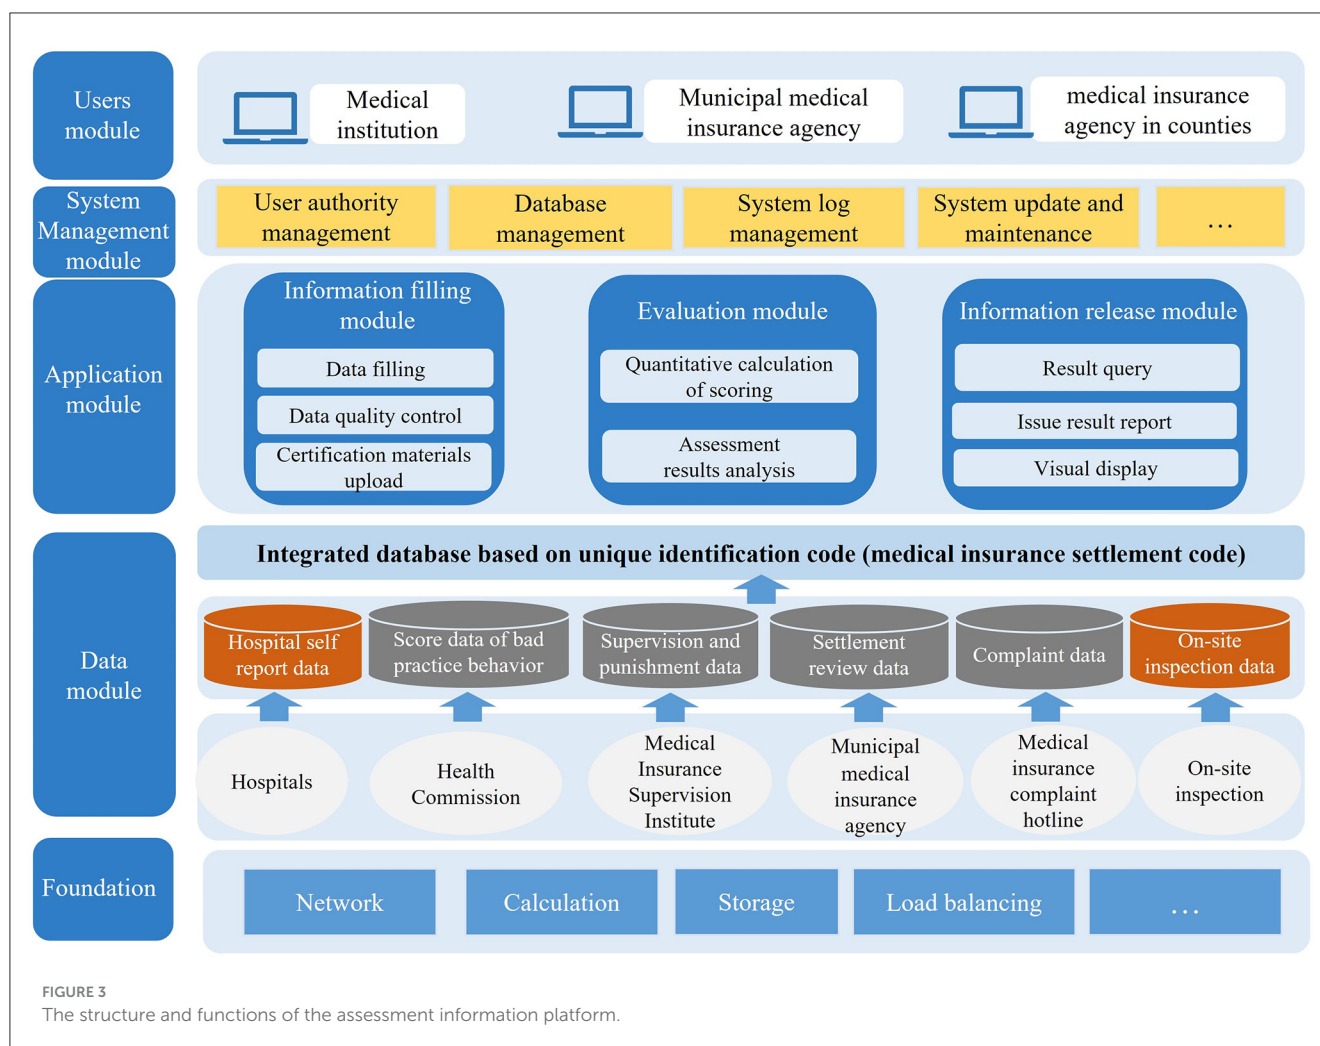 Users
module
Medical
institution
Municipal medical
insurance agency
medical insurance
agency in counties
System
Management
module
User authority
management
Database
management
System log
management
System update and
maintenance
...
Application
module
Information filling
module
Data filling
Data quality control
Certification materials
upload
Evaluation module
Quantitative calculation
of scoring
Assessment
results analysis
Information release module
Result query
Issue result report
Visual display
Data
module
Integrated database based on unique identification code (medical insurance settlement code)
Hospital self
report data
Score data of bad
practice behavior
Supervision and
punishment data
Settlement
review data
Complaint data
On-site
inspection data
Hospitals
Health
Commission
Medical
Insurance
Supervision
Institute
Municipal
medical
insurance
agency
Medical
insurance
complaint
hotline
On-site
inspection
Foundation
Network
Calculation
Storage
Load balancing
...
FIGURE 3
The structure and functions of the assessment information platform.